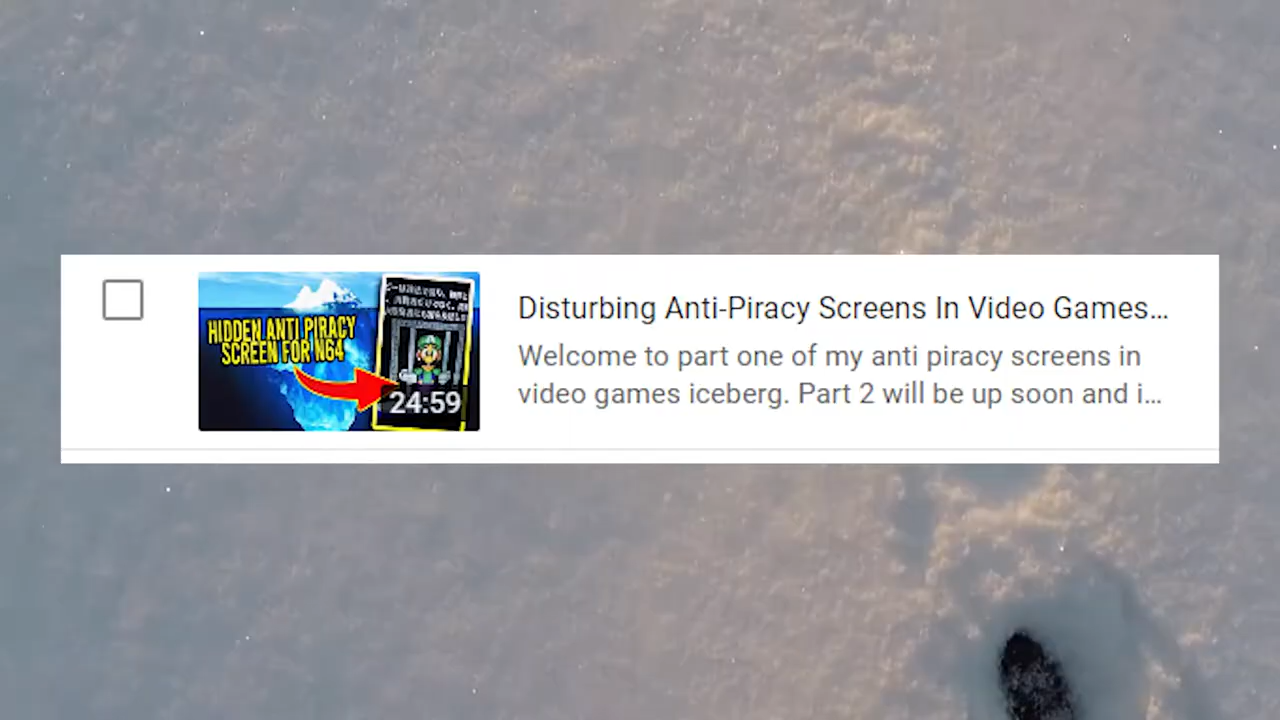 HIDDEN ANTI PIRACY
SCREEN FOR N64
24:59
Disturbing Anti-Piracy Screens In Video Games...
Welcome to part one of my anti piracy screens in
video games iceberg. Part 2 will be up soon and i...